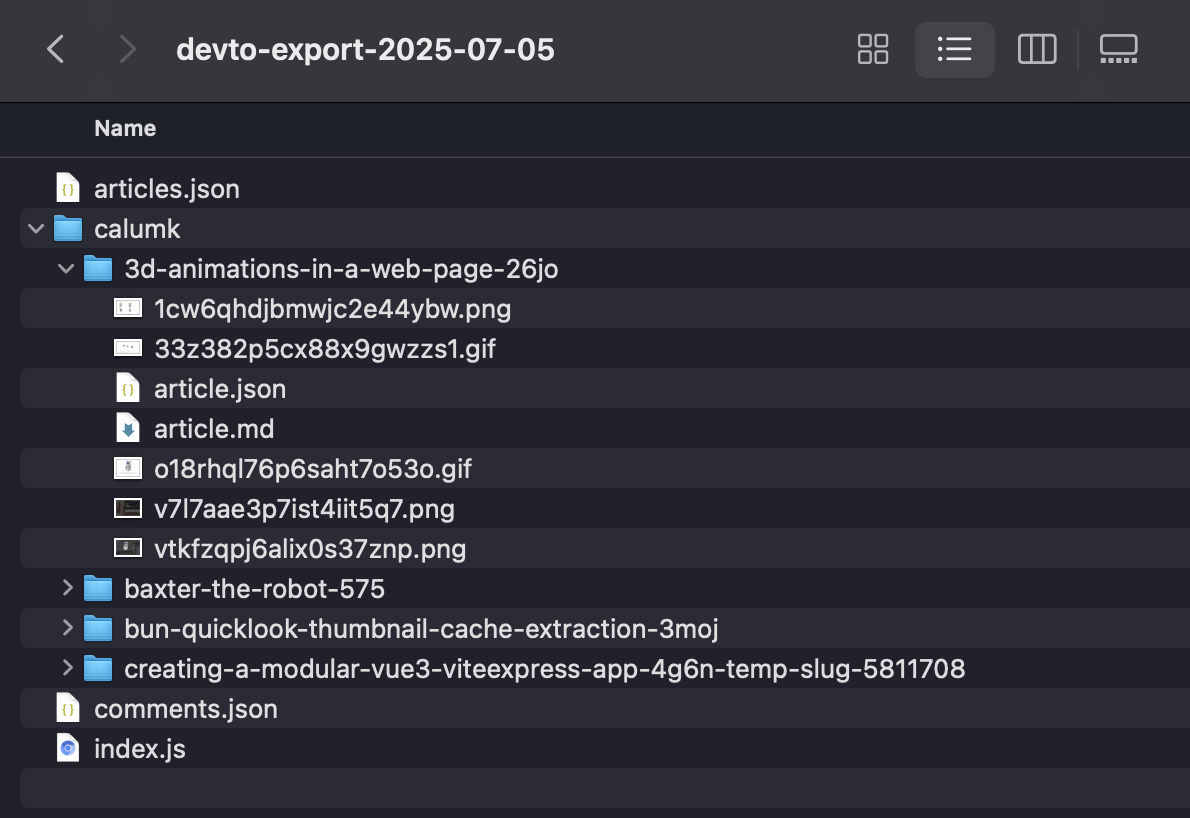 devto-export-2025-07-05
Name
articles.json
calumk
3d-animations-in-a-web-page-26jo
1cw6qhdjbmwjc2e44ybw.png
33z382p5cx88x9gwzzs1.gif
article.json
article.md
o18rhql76p6saht7o53o.gif
v7l7aae3p7ist4iit5q7.png
vtkfzqpj6alix0s37znp.png
baxter-the-robot-575
bun-quicklook-thumbnail-cache-extraction-3moj
creating-a-modular-vue3-viteexpress-app-4g6n-temp-slug-5811708
comments.json
index.js